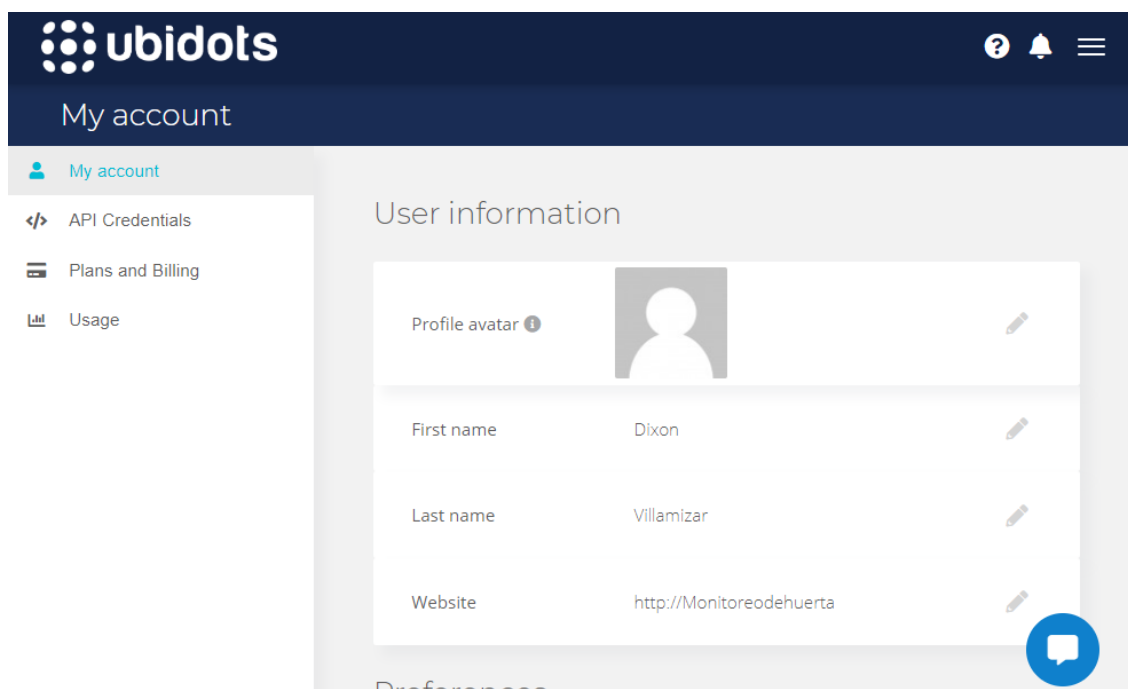 ubidots
My account
My account
API Credentials
Plans and Billing
Usage
User information
Profile avatar
First name Dixon
Last name Villamizar
Website http://Monitoreodehuerta
Preferences